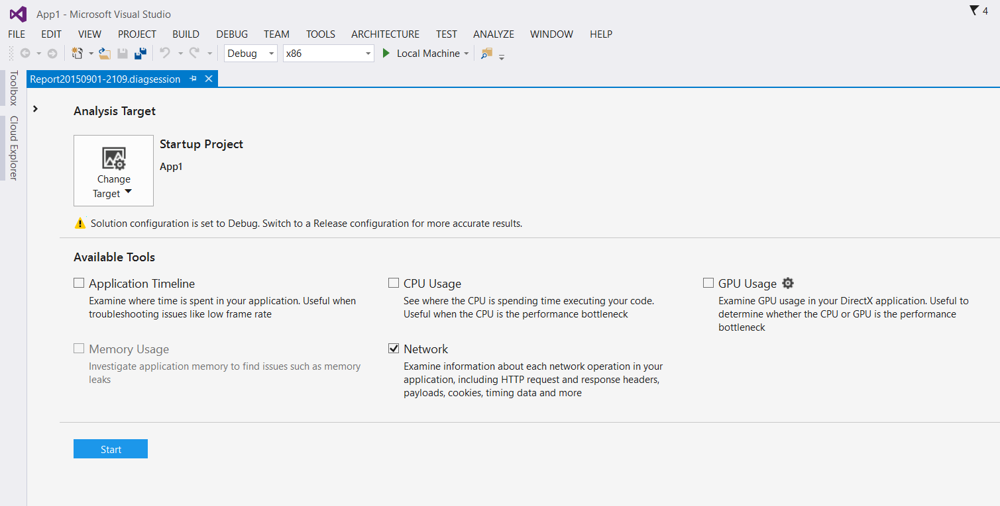 App1 - Microsoft Visual Studio
4
FILE EDIT VIEW PROJECT BUILD DEBUG TEAM TOOLS ARCHITECTURE TEST ANALYZE WINDOW HELP
Debug x86 Local Machine
Toolbox
Cloud Explorer
Report20150901-2109.diagsession
Analysis Target
Change
Target
Startup Project
App1
Solution configuration is set to Debug. Switch to a Release configuration for more accurate results.
Available Tools
Application Timeline
Examine where time is spent in your application. Useful when
troubleshooting issues like low frame rate
CPU Usage
See where the CPU is spending time executing your code.
Useful when the CPU is the performance bottleneck
GPU Usage
Examine GPU usage in your DirectX application. Useful to
determine whether the CPU or GPU is the performance
bottleneck
Memory Usage
Investigate application memory to find issues such as memory
leaks
Network
Examine information about each network operation in your
application, including HTTP request and response headers,
payloads, cookies, timing data and more
Start